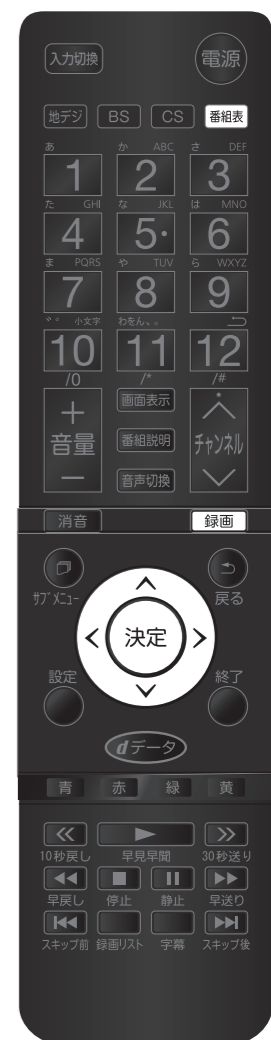 入力切換 電源
地デジ BS CS 番組表
あ か ABC さ DEF
1 2 3
た GHI な JKL は MNO
4 5・ 6
ま PQRS や TUV ら WXYZ
7 8 9
゛゜ 小文字 わをん、。
10 11 12
/0 /* /#
画面表示
+ 音量 − 番組説明 チャンネル
音声切換
消音 録画
サブメニュー 戻る
決定
設定 終了
dデータ
青 赤 緑 黄
10秒戻し 早見早聞 30秒送り
早戻し 停止 静止 早送り
スキップ前 録画リスト 字幕 スキップ後